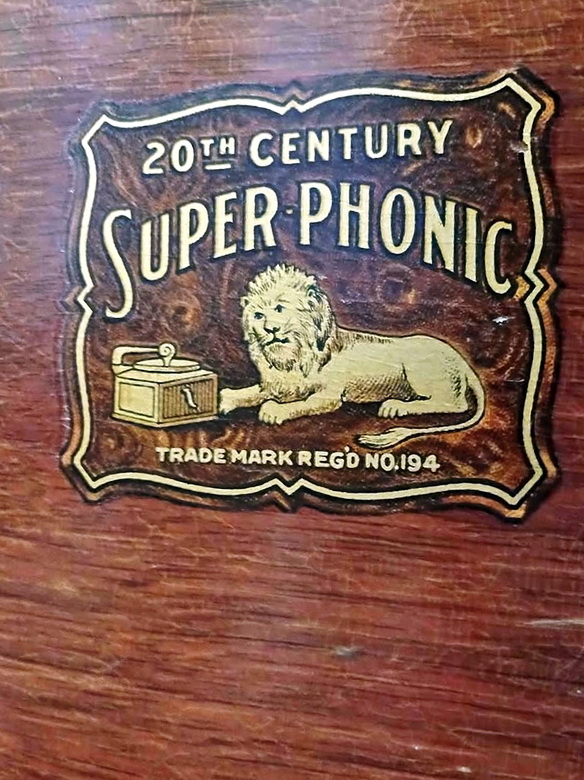 20TH CENTURY
SUPER-PHONIC
TRADE MARK REG'D NO.194